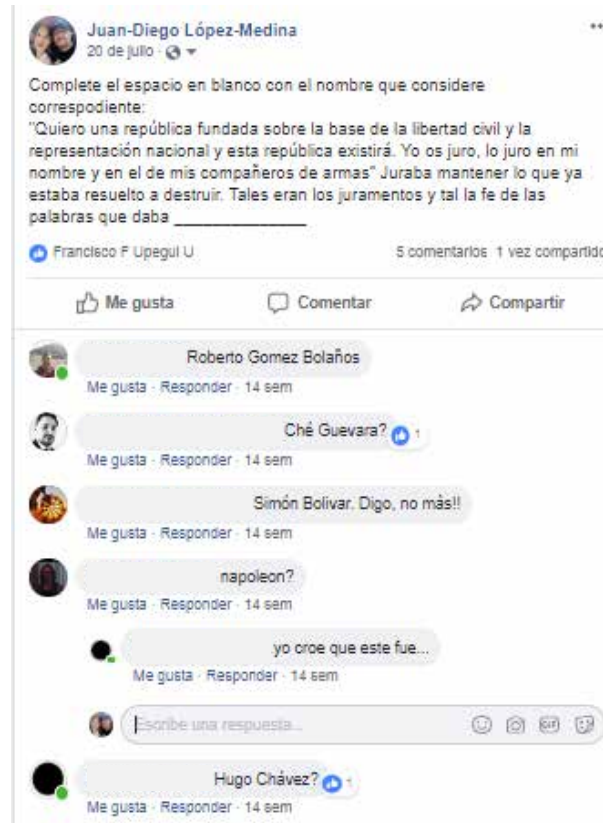 Juan-Diego López-Medina
20 de julio
Complete el espacio en blanco con el nombre que considere
correspodiente:
"Quiero una república fundada sobre la base de la libertad civil y la
representación nacional y esta república existirá. Yo os juro, lo juro en mi
nombre y en el de mis compañeros de armas" Juraba mantener lo que ya
estaba resuelto a destruir. Tales eran los juramentos y tal la fe de las
palabras que daba ______________
Francisco F Upegui U 5 comentarios 1 vez compartido
Me gusta Comentar Compartir
Roberto Gomez Bolaños
Me gusta · Responder · 14 sem
Ché Guevara? 1
Me gusta · Responder · 14 sem
Simón Bolivar. Digo, no màs!!
Me gusta · Responder · 14 sem
napoleon?
Me gusta · Responder · 14 sem
yo croe que este fue...
Me gusta · Responder · 14 sem
Escribe una respuesta... GIF
Hugo Chávez? 1
Me gusta · Responder · 14 sem